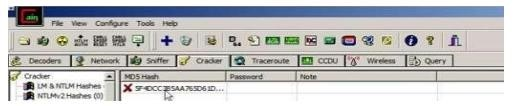 ain
File View Configure Tools Help
Decoders Network Sniffer Cracker Traceroute CCDU Wireless Query
Cracker MD5 Hash Password Note
LM & NTLM Hashes
5F4DCC3B5AA765D61D...
NTLMv2 Hashes (0)